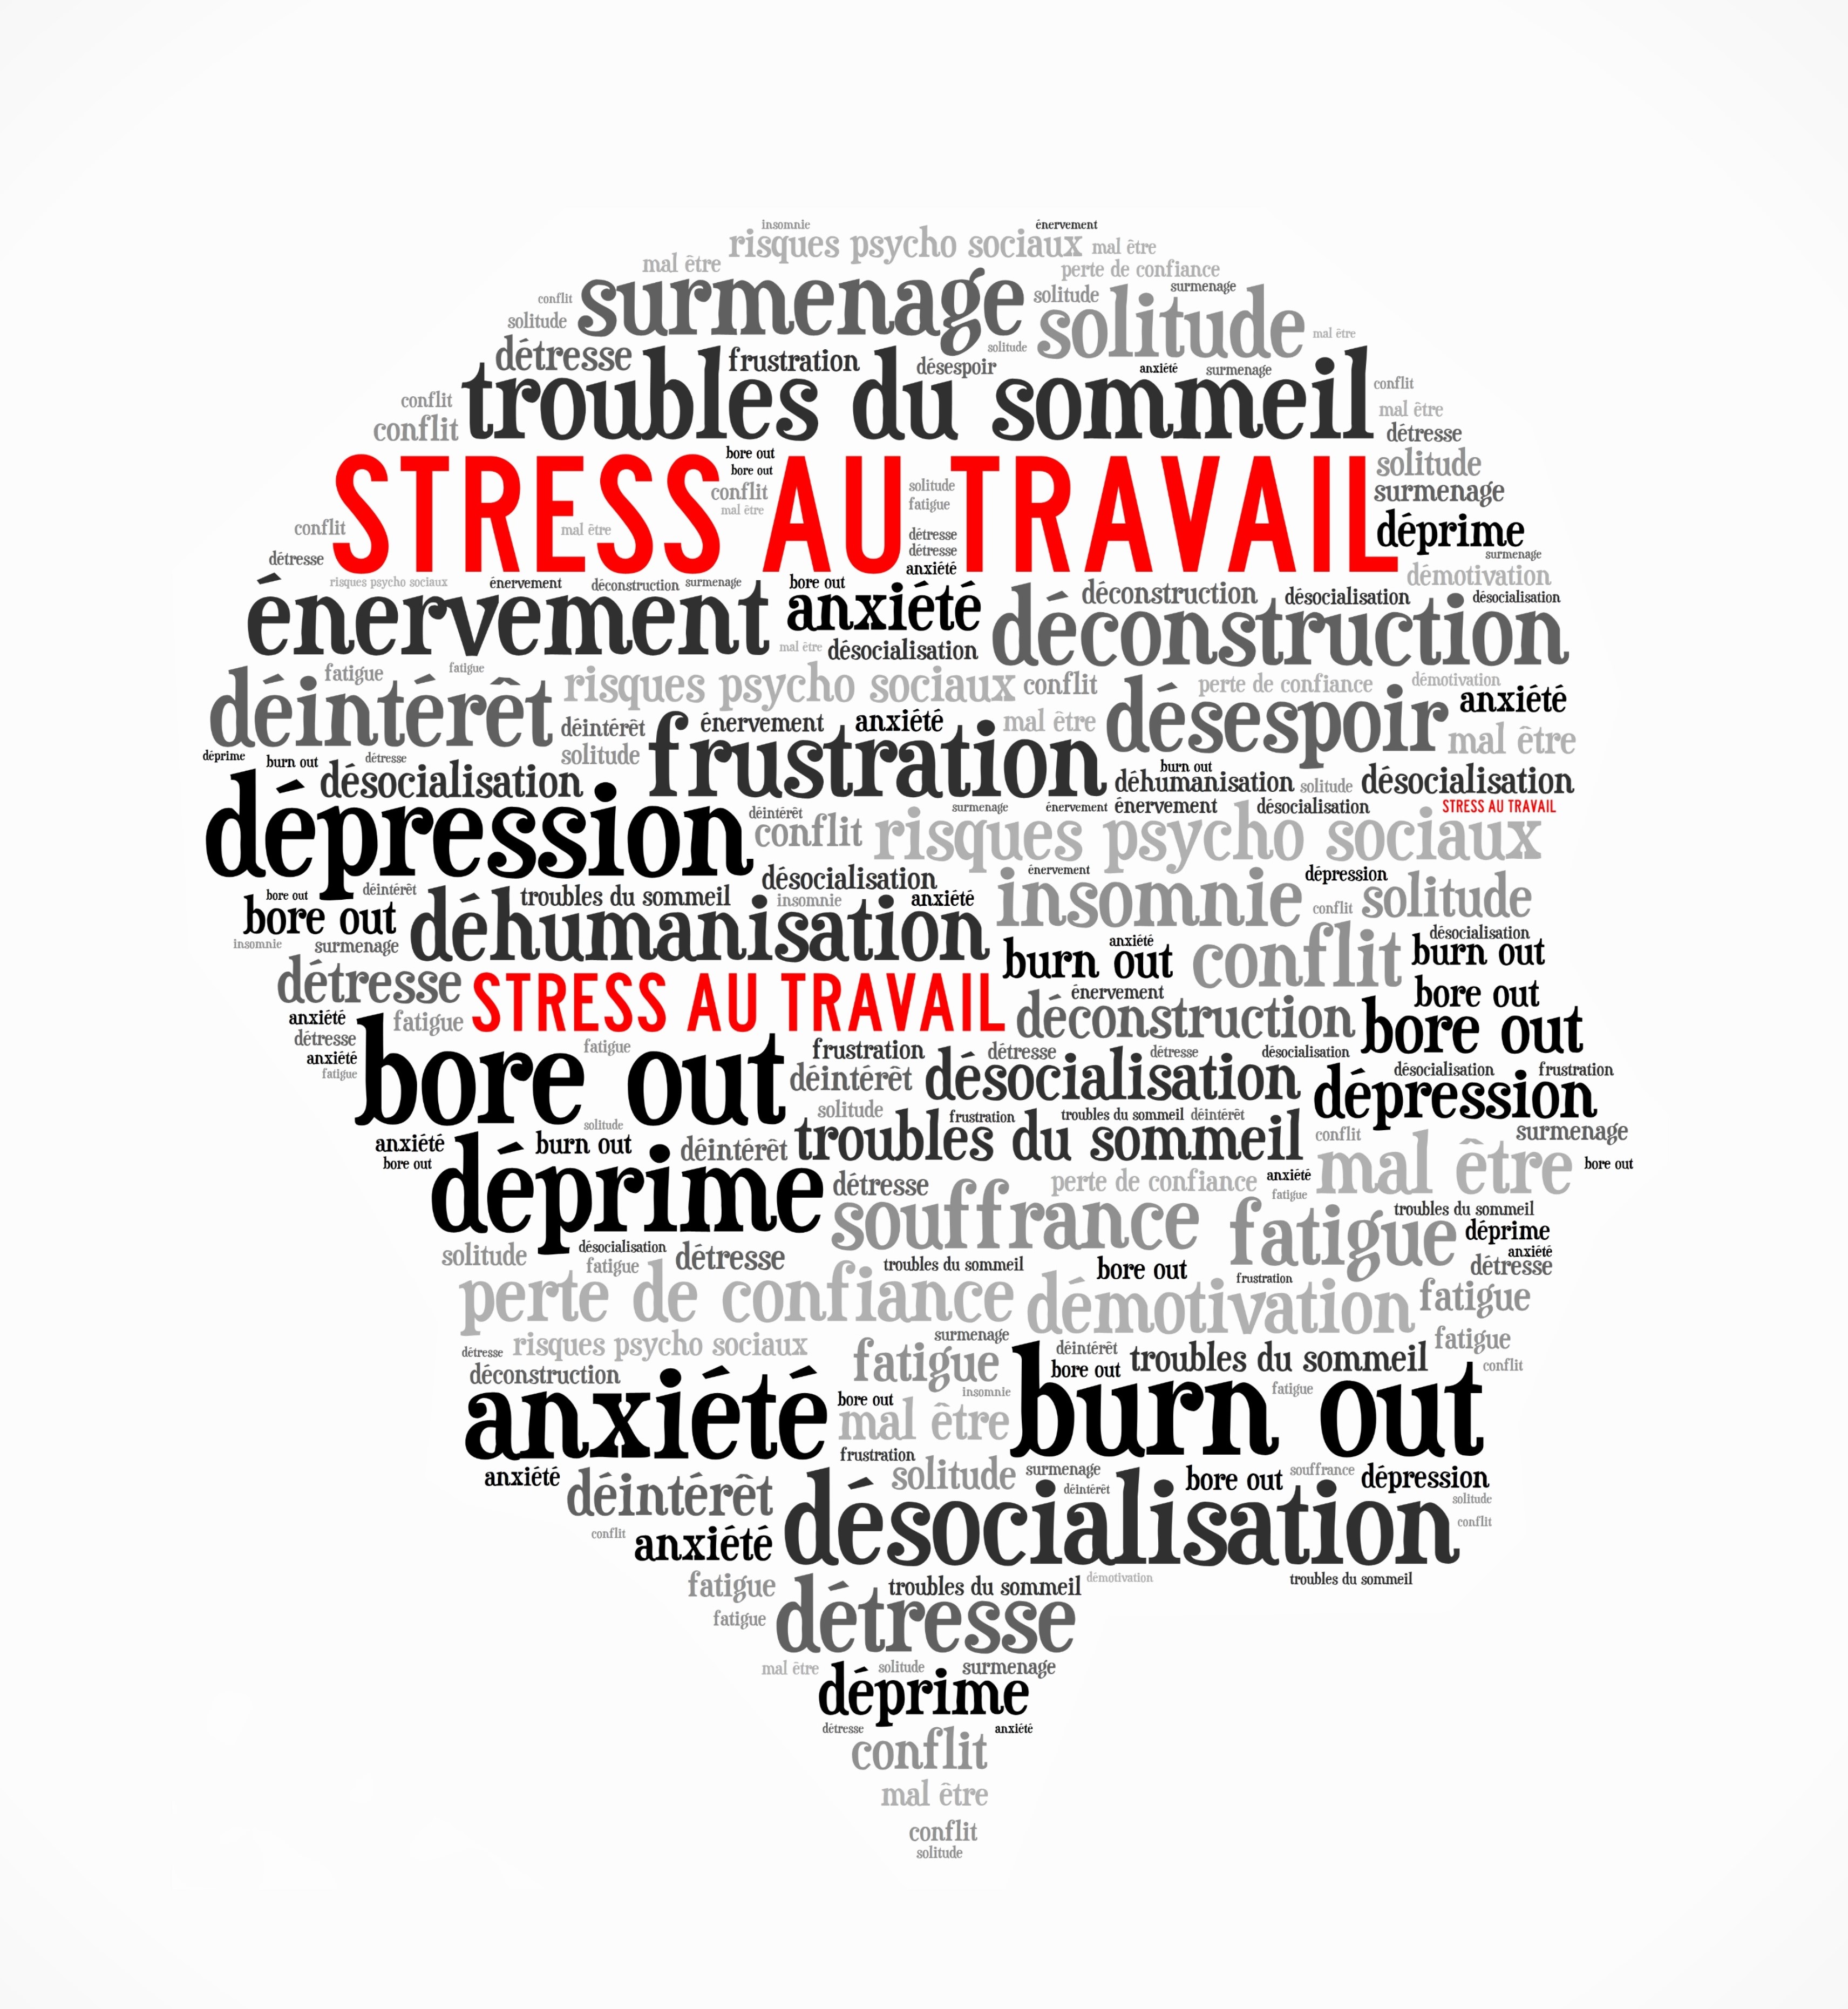 insomnie énervement
risques psycho sociaux mal être
mal être perte de confiance
conflit surmenage solitude surmenage
solitude solitude mal être
détresse frustration désespoir solitude anxiété surmenage
troubles du sommeil conflit
conflit mal être
conflit détresse
bore out solitude
bore out surmenage
STRESS AU TRAVAIL
conflit solitude
mal être fatigue
conflit mal être déprime
détresse détresse surmenage
détresse anxiété démotivation
risques psycho sociaux énervement déconstruction surmenage bore out
énervement anxiété déconstruction désocialisation désocialisation
mal être désocialisation déconstruction
fatigue fatigue
déintérêt risques psycho sociaux conflit perte de confiance démotivation
déintérêt énervement anxiété mal être désespoir anxiété
solitude frustration mal être
déprime burn out détresse burn out
désocialisation déhumanisation solitude désocialisation
dépression déintérêt surmenage énervement énervement désocialisation STRESS AU TRAVAIL
conflit risques psycho sociaux
désocialisation énervement dépression
bore out déintérêt troubles du sommeil insomnie anxiété insomnie conflit solitude
bore out déhumanisation anxiété désocialisation
insomnie surmenage burn out conflit burn out
détresse STRESS AU TRAVAIL énervement bore out
anxiété fatigue déconstruction bore out
détresse fatigue frustration détresse détresse désocialisation
anxiété bore out déintérêt désocialisation désocialisation frustration
fatigue dépression
solitude solitude frustration troubles du sommeil déintérêt
anxiété burn out déintérêt troubles du sommeil conflit surmenage
bore out mal être bore out
déprime détresse perte de confiance anxiété
souffrance fatigue fatigue troubles du sommeil
déprime
solitude désocialisation détresse anxiété
fatigue troubles du sommeil bore out frustration détresse
perte de confiance démotivation fatigue
détresse risques psycho sociaux surmenage déintérêt fatigue
déconstruction fatigue bore out troubles du sommeil conflit
anxiété bore out insomnie burn out fatigue
mal être
frustration
anxiété solitude surmenage bore out souffrance dépression
déintérêt déintérêt solitude
conflit anxiété désocialisation conflit
fatigue troubles du sommeil démotivation troubles du sommeil
fatigue détresse
mal être solitude surmenage
déprime
détresse anxiété
conflit
mal être
conflit
solitude